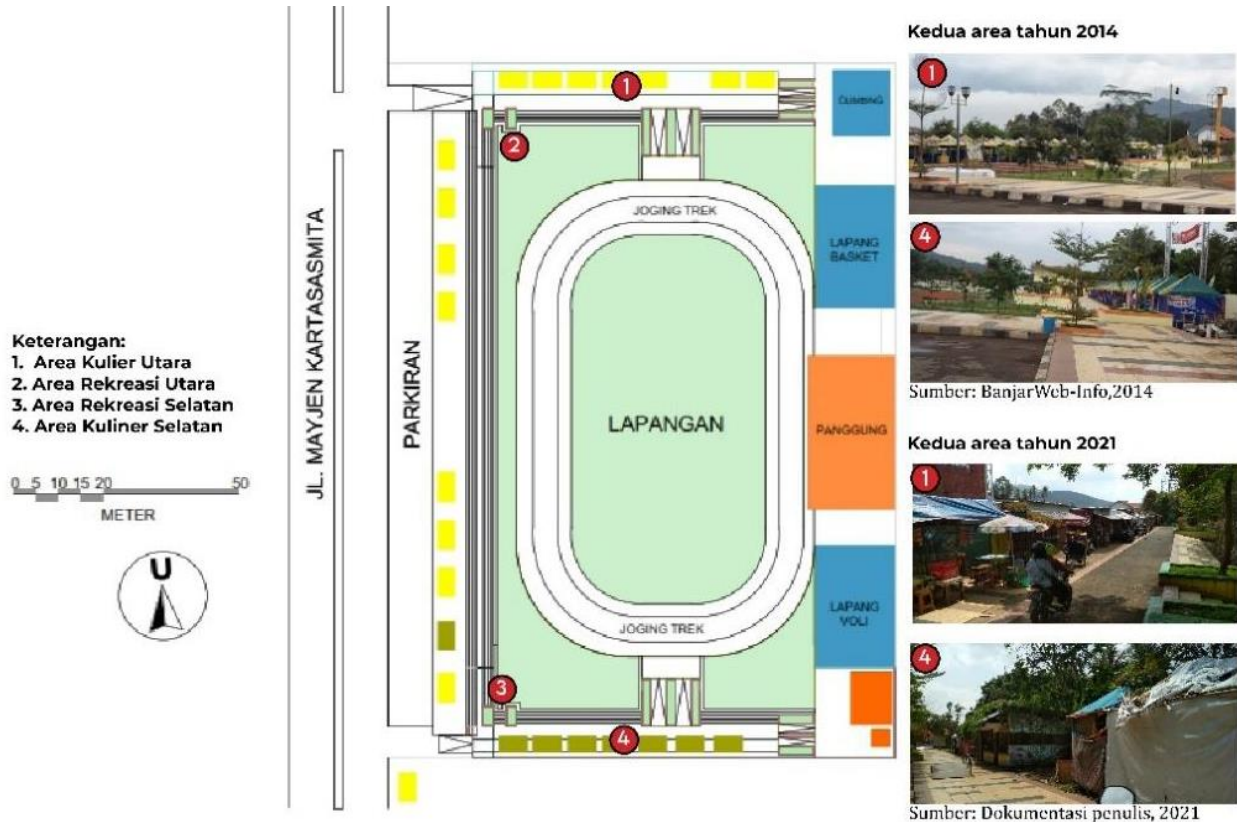 Keterangan:
1. Area Kulier Utara
2. Area Rekreasi Utara
3. Area Rekreasi Selatan
4. Area Kuliner Selatan
0 5 10 15 20 50
METER
U
JL. MAYJEN KARTASASMITA
PARKIRAN
1
2
JOGING TREK
LAPANGAN
JOGING TREK
3
4
CLIMBING
LAPANG
BASKET
PANGGUNG
LAPANG
VOLI
Kedua area tahun 2014
1
4
Sumber: BanjarWeb-Info,2014
Kedua area tahun 2021
1
4
Sumber: Dokumentasi penulis, 2021